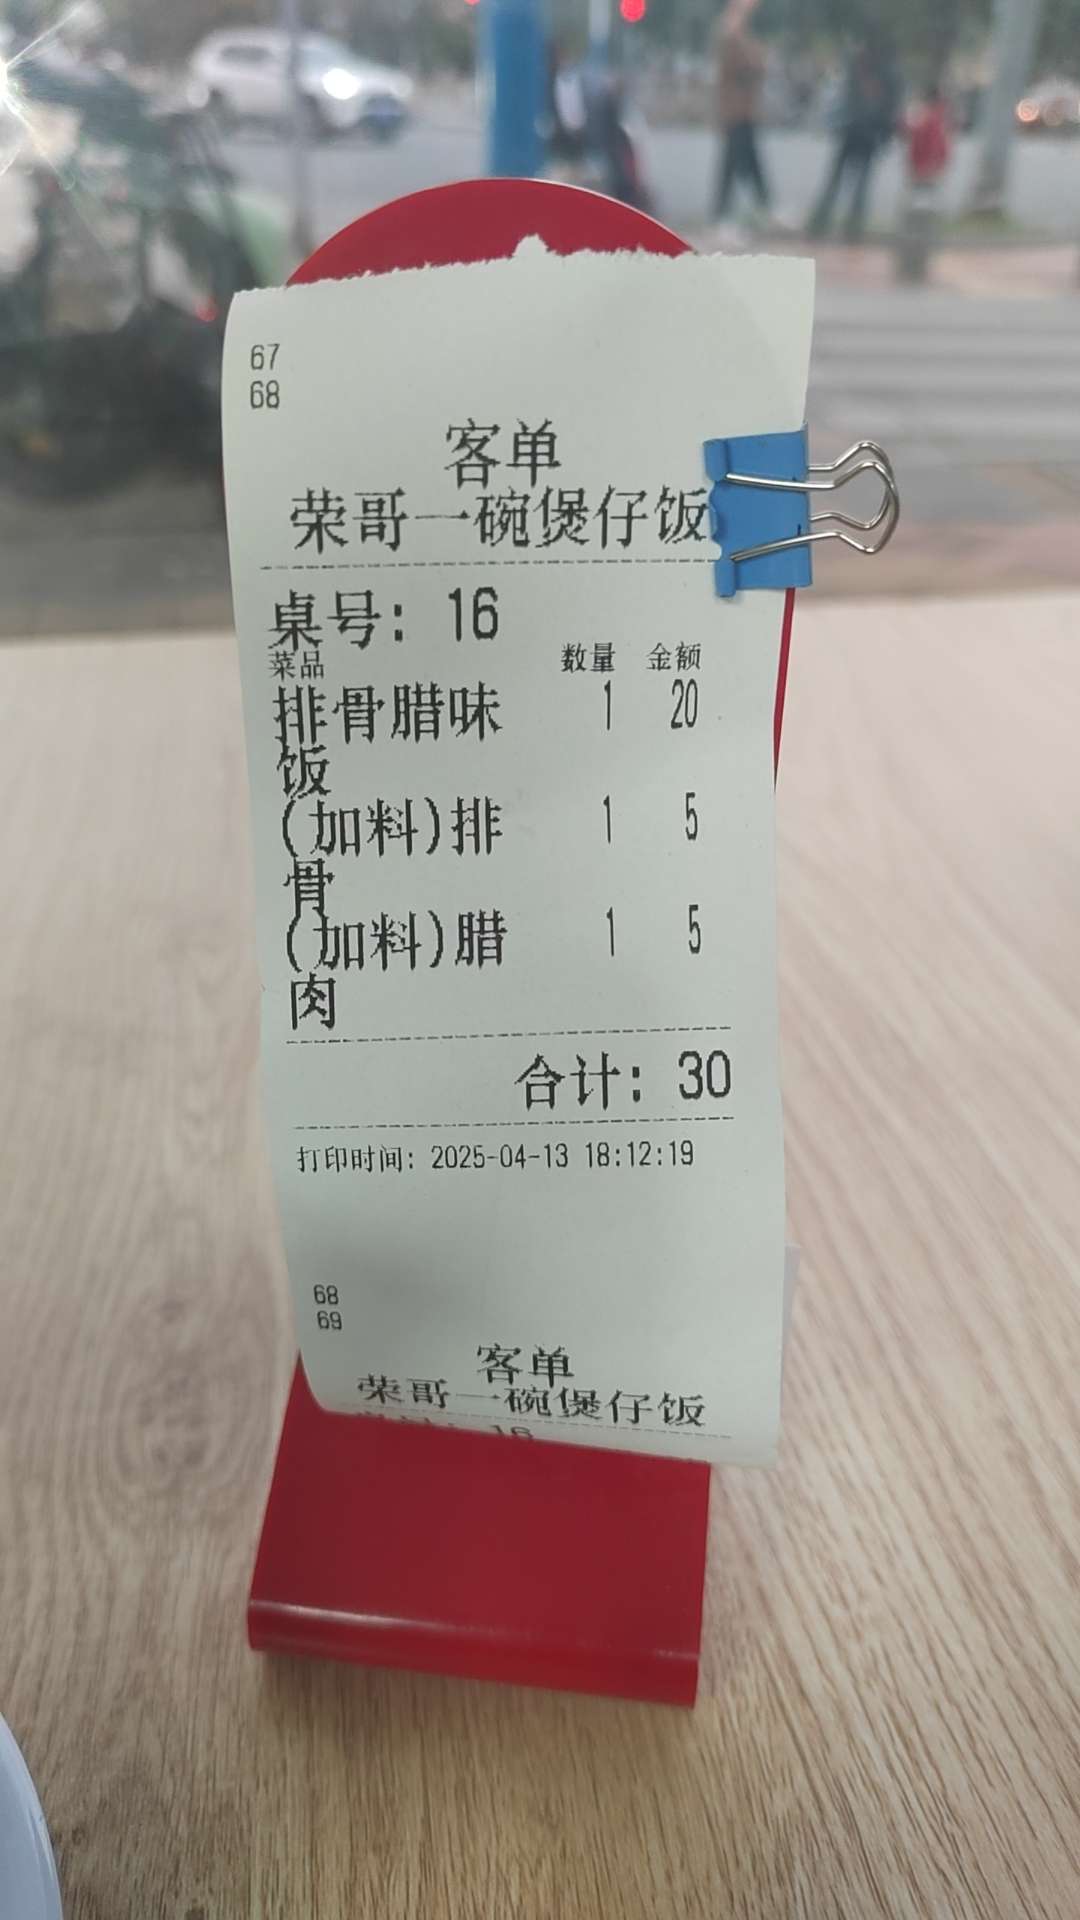 67
68
客单
荣哥一碗煲仔饭
桌号: 16
菜品 数量 金额
排骨腊味 1 20
饭
(加料)排 1 5
骨
(加料)腊 1 5
肉
合计: 30
打印时间: 2025-04-13 18:12:19
68
69
客单
荣哥一碗煲仔饭
16